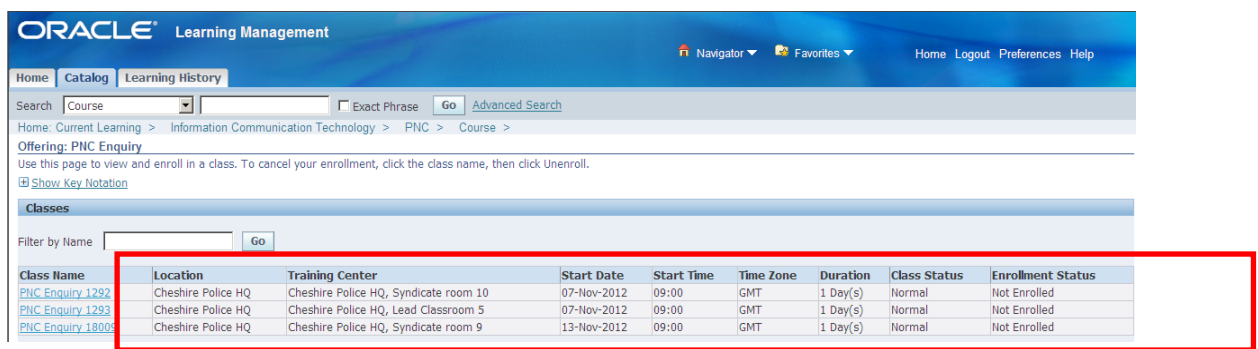 ORACLE® Learning Management
Navigator Favorites Home Logout Preferences Help
Home Catalog Learning History
Search Course Exact Phrase Go Advanced Search
Home: Current Learning > Information Communication Technology > PNC > Course >
Offering: PNC Enquiry
Use this page to view and enroll in a class. To cancel your enrollment, click the class name, then click Unenroll.
Show Key Notation
Classes
Filter by Name Go
Class Name Location Training Center Start Date Start Time Time Zone Duration Class Status Enrollment Status
PNC Enquiry 1292 Cheshire Police HQ Cheshire Police HQ, Syndicate room 10 07-Nov-2012 09:00 GMT 1 Day(s) Normal Not Enrolled
PNC Enquiry 1293 Cheshire Police HQ Cheshire Police HQ, Lead Classroom 5 07-Nov-2012 09:00 GMT 1 Day(s) Normal Not Enrolled
PNC Enquiry 18009 Cheshire Police HQ Cheshire Police HQ, Syndicate room 9 13-Nov-2012 09:00 GMT 1 Day(s) Normal Not Enrolled